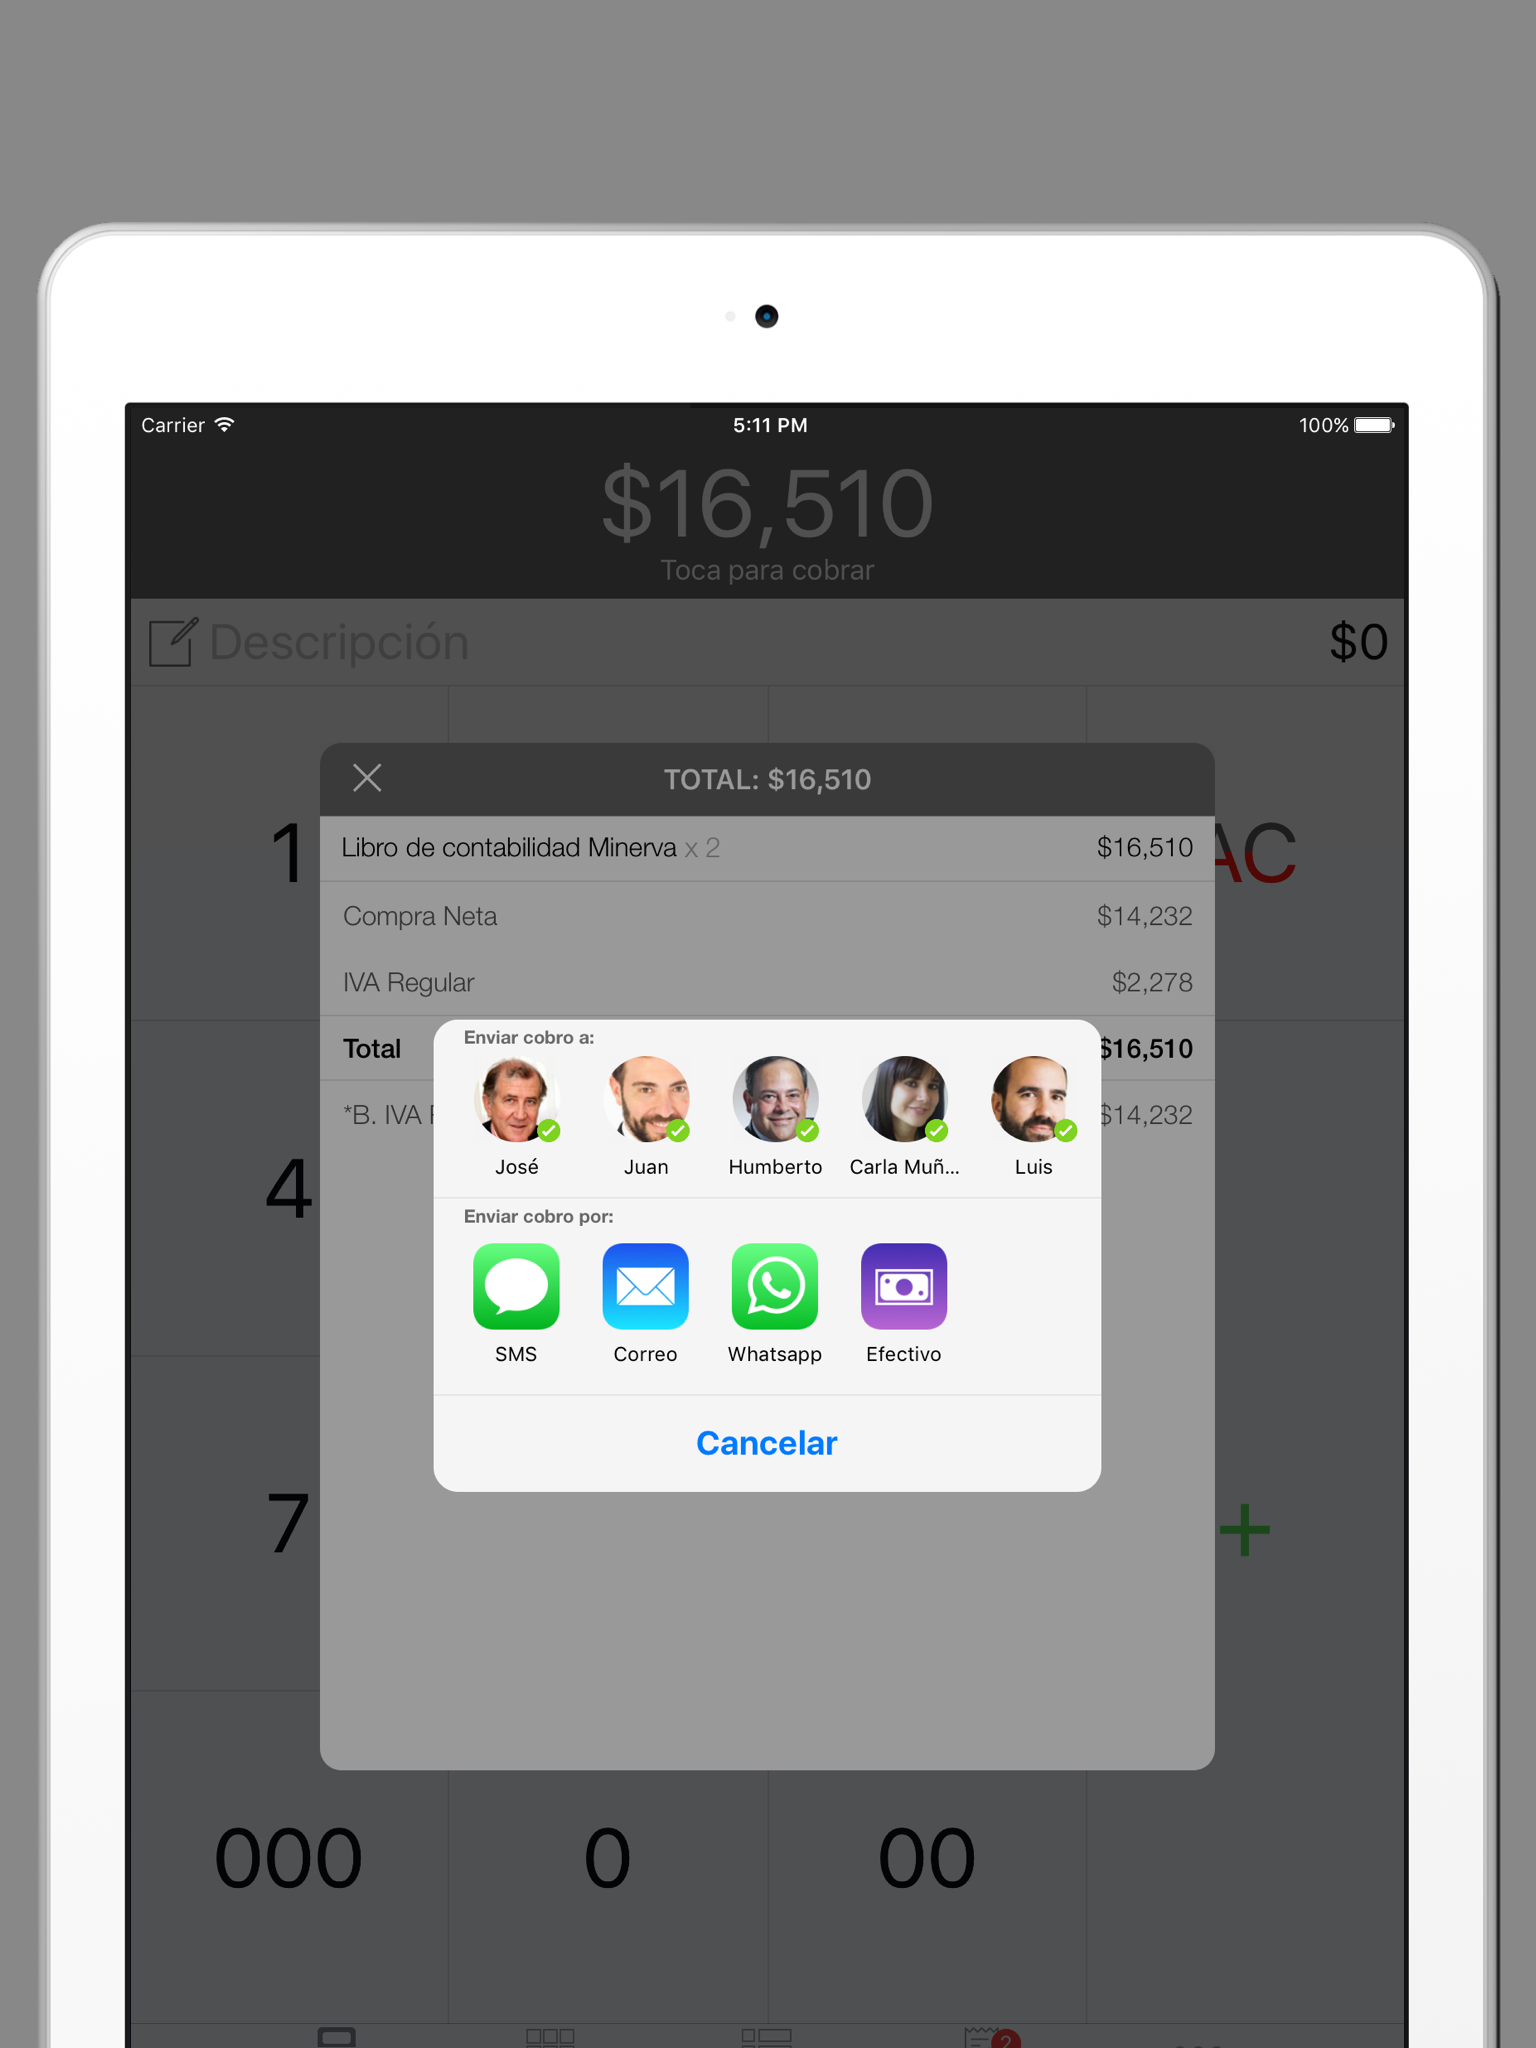 Carrier 5:11 PM 100%
$16,510
Toca para cobrar
Descripción $0
1 AC
TOTAL: $16,510
Libro de contabilidad Minerva x 2 $16,510
Compra Neta $14,232
IVA Regular $2,278
Total $16,510
*B. IVA $14,232
Enviar cobro a:
José Juan Humberto Carla Muñ... Luis
4
Enviar cobro por:
SMS Correo Whatsapp Efectivo
Cancelar
7 +
000 0 00
2